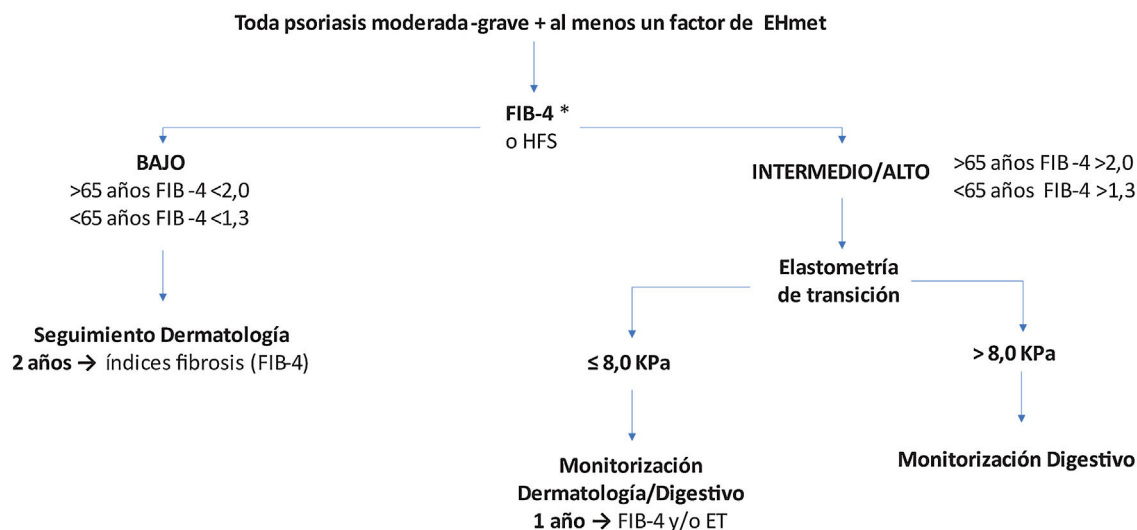 Toda psoriasis moderada-grave + al menos un factor de EHmet
FIB-4 *
o HFS
BAJO
>65 años FIB-4 <2,0
<65 años FIB-4 <1,3
INTERMEDIO/ALTO
>65 años FIB-4 >2,0
<65 años FIB-4 >1,3
Seguimiento Dermatología
2 años → índices fibrosis (FIB-4)
Elastometría
de transición
≤ 8,0 KPa
> 8,0 KPa
Monitorización
Dermatología/Digestivo
1 año → FIB-4 y/o ET
Monitorización Digestivo